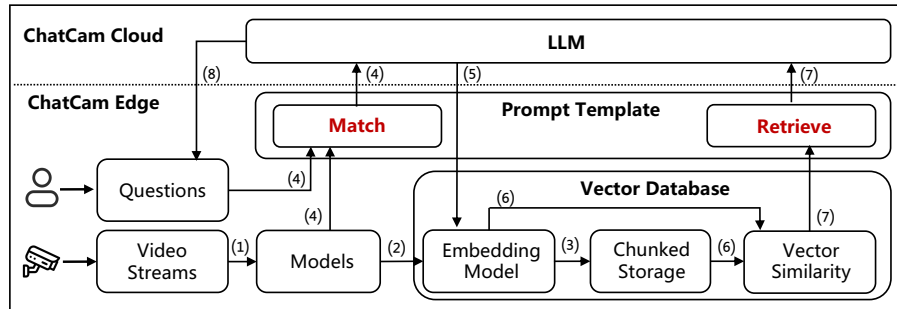 ChatCam Cloud
LLM
(8)
(4)
(5)
(7)
ChatCam Edge
Prompt Template
Match
Retrieve
Questions
(4)
(4)
Vector Database
(6)
(7)
Video
Streams
(1)
Models
(2)
Embedding
Model
(3)
Chunked
Storage
(6)
Vector
Similarity